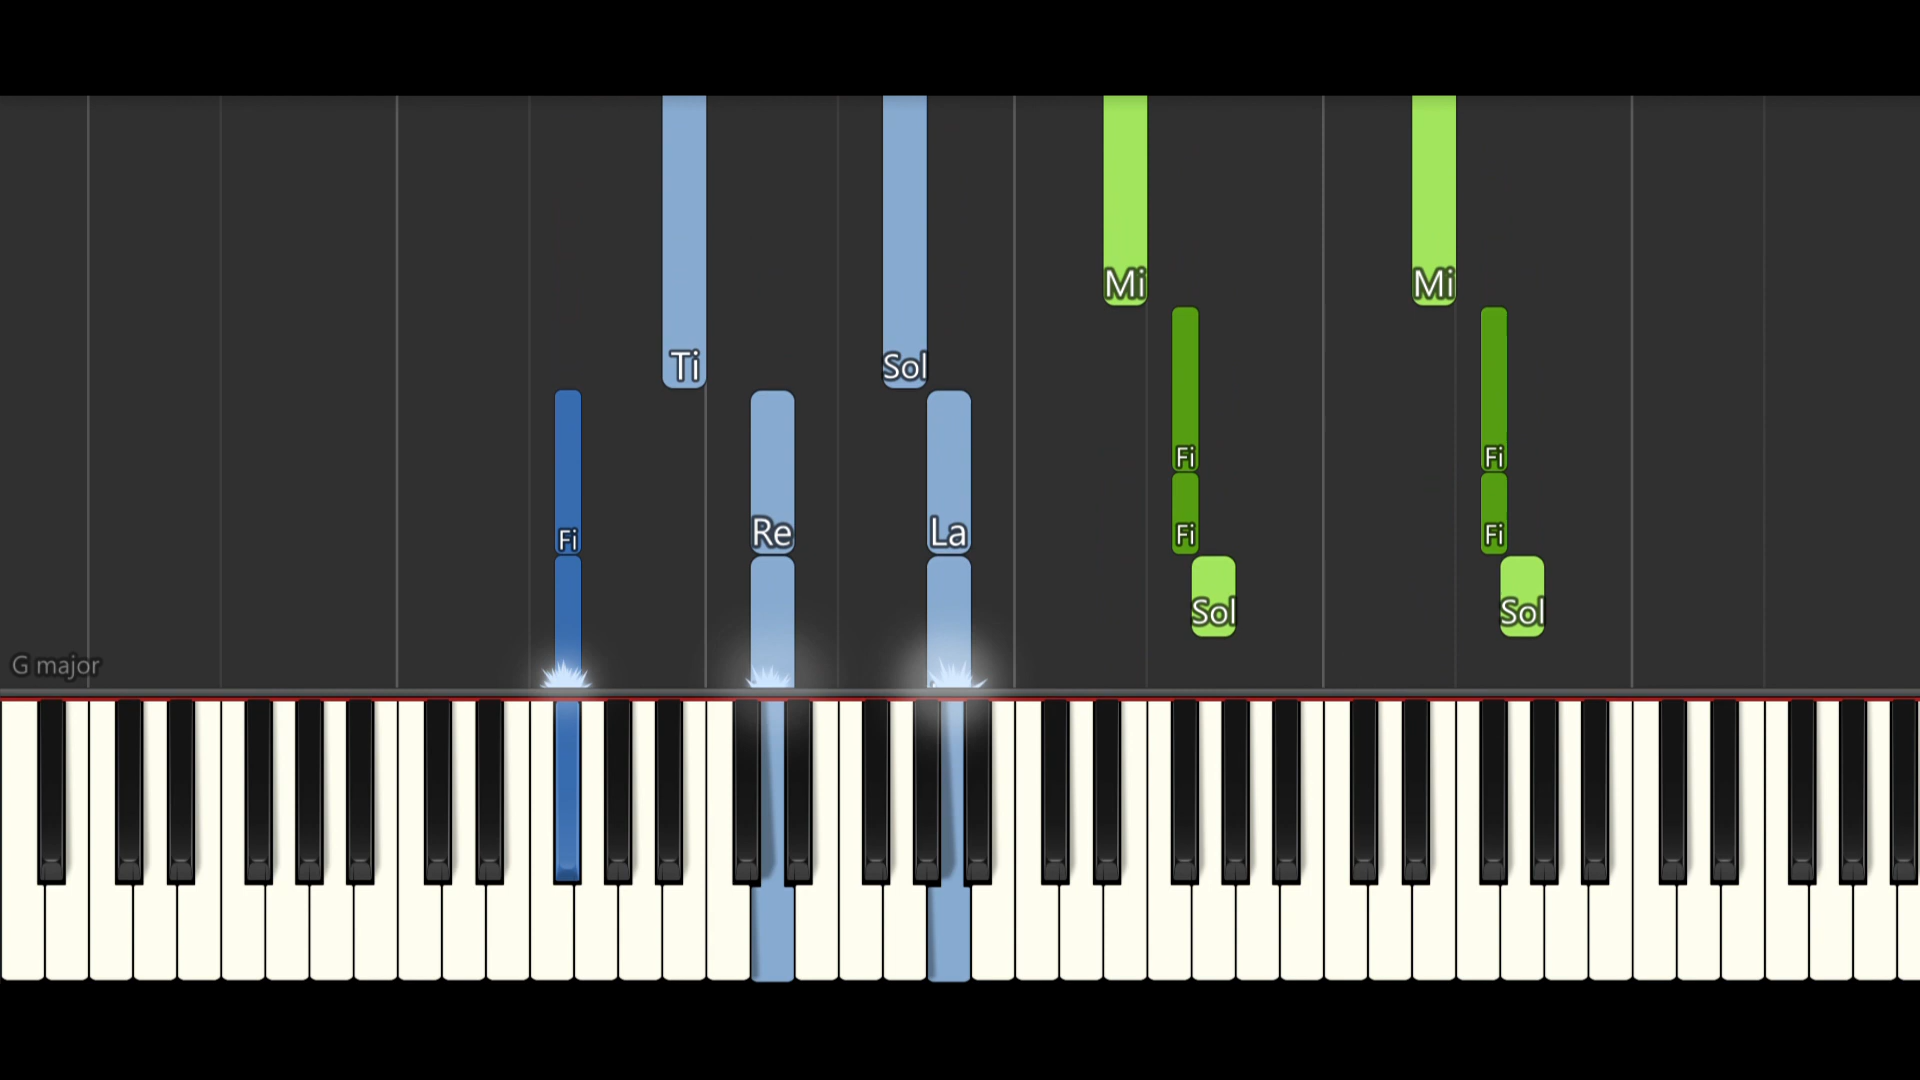 Mi Mi
Ti Sol
Fi Fi
Fi Re La Fi Fi
Sol Sol
G major